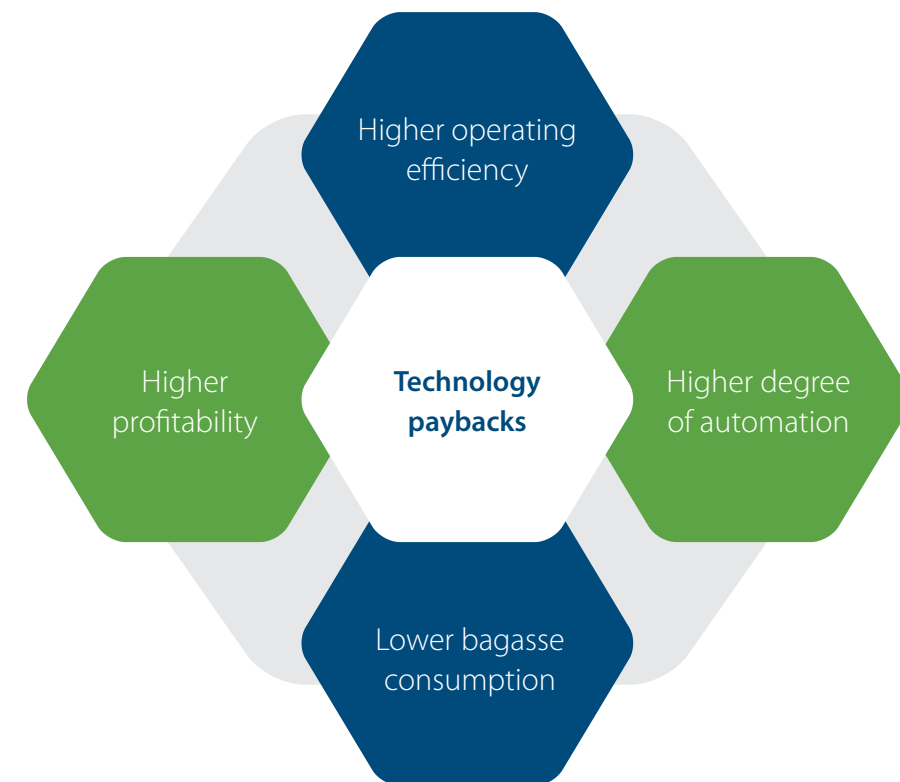 Higher operating
efficiency
Higher
profitability
Technology
paybacks
Higher degree
of automation
Lower bagasse
consumption